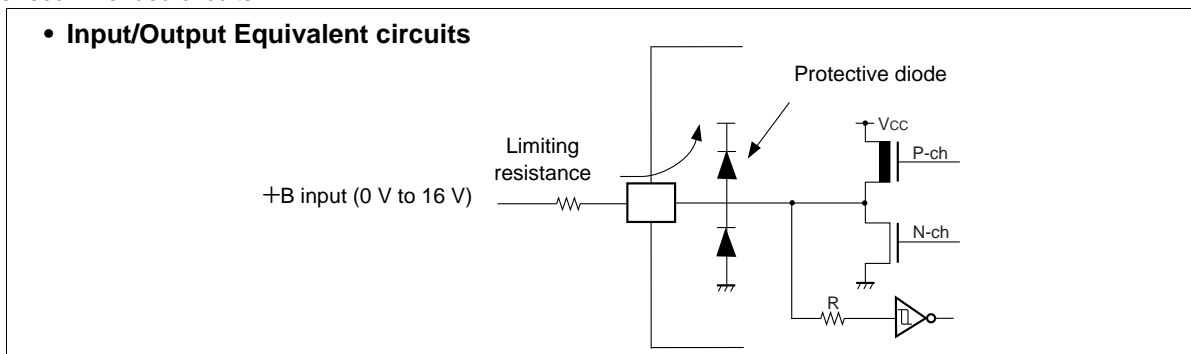 • Input/Output Equivalent circuits
Protective diode
Limiting
resistance
VCC
P-ch
+B input (0 V to 16 V)
N-ch
R